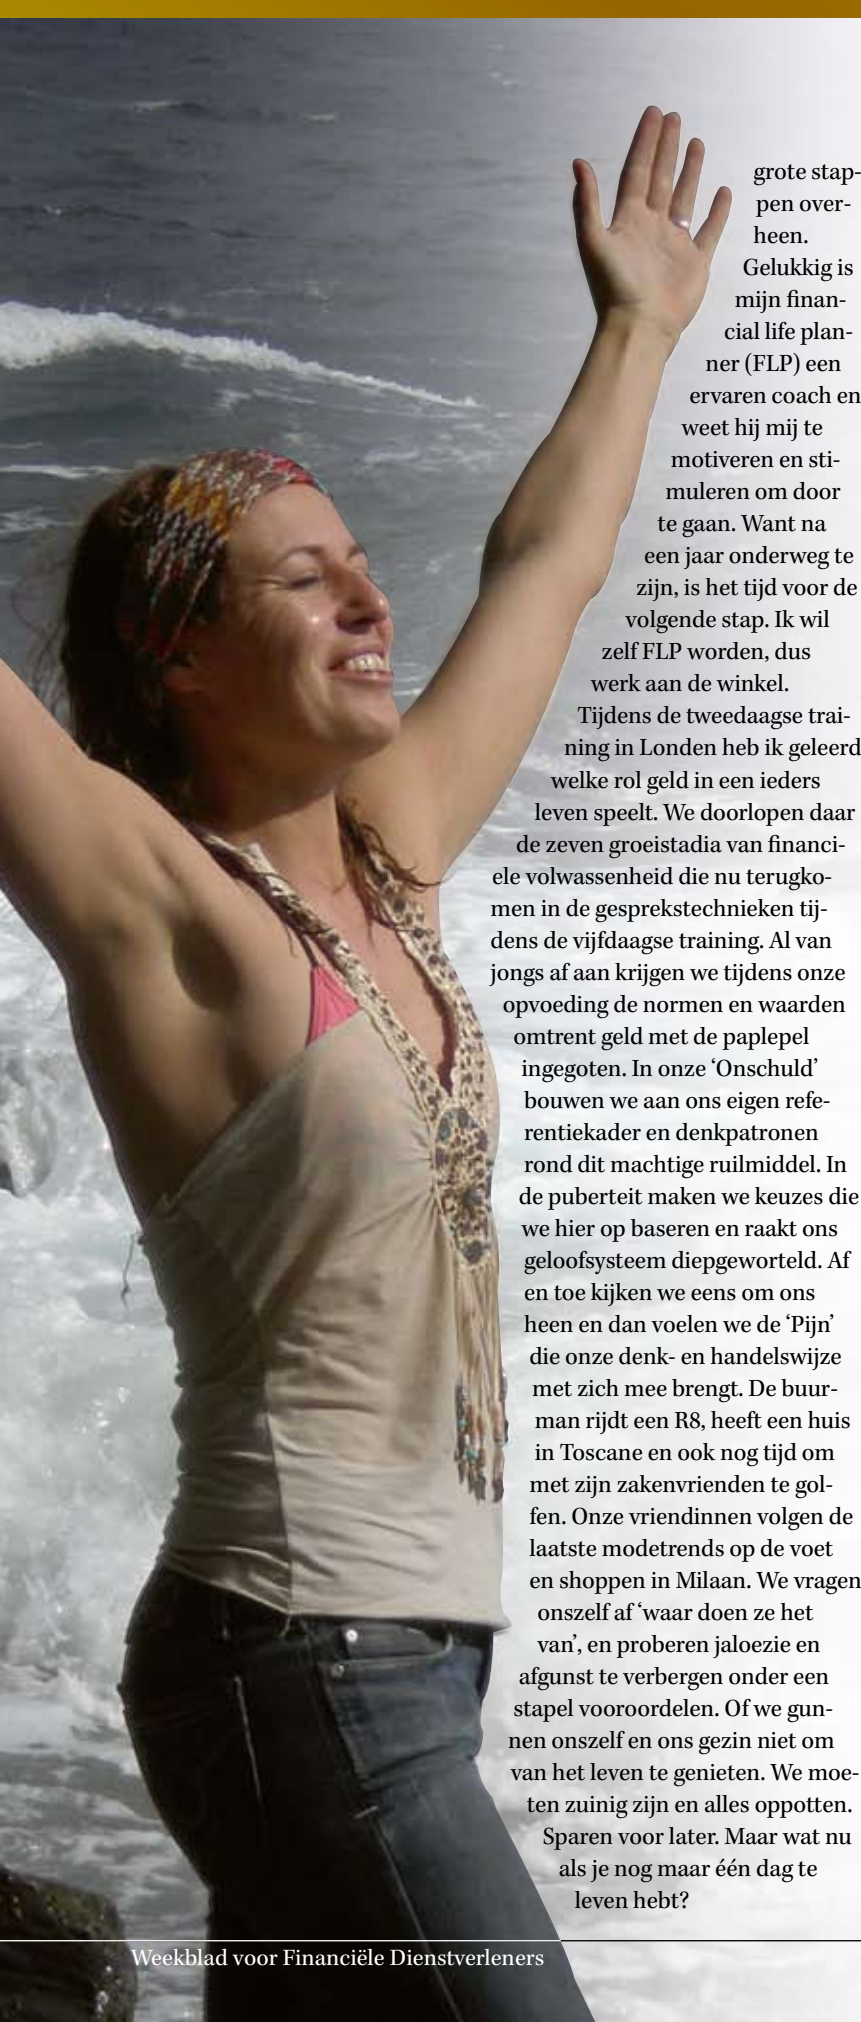 grote stap-
pen over-
heen.
Gelukkig is
mijn finan-
cial life plan-
ner (FLP) een
ervaren coach en
weet hij mij te
motiveren en sti-
muleren om door
te gaan. Want na
een jaar onderweg te
zijn, is het tijd voor de
volgende stap. Ik wil
zelf FLP worden, dus
werk aan de winkel.
Tijdens de tweedaagse trai-
ning in Londen heb ik geleerd
welke rol geld in een ieders
leven speelt. We doorlopen daar
de zeven groeistadia van financi-
ele volwassenheid die nu terugko-
men in de gesprekstechnieken tij-
dens de vijfdaagse training. Al van
jongs af aan krijgen we tijdens onze
opvoeding de normen en waarden
omtrent geld met de paplepel
ingegoten. In onze ‘Onschuld’
bouwen we aan ons eigen refe-
rentiekader en denkpatronen
rond dit machtige ruilmiddel. In
de puberteit maken we keuzes die
we hier op baseren en raakt ons
geloofsysteem diepgeworteld. Af
en toe kijken we eens om ons
heen en dan voelen we de ‘Pijn’
die onze denk- en handelswijze
met zich mee brengt. De buur-
man rijdt een R8, heeft een huis
in Toscane en ook nog tijd om
met zijn zakenvrienden te gol-
fen. Onze vriendinnen volgen de
laatste modetrends op de voet
en shoppen in Milaan. We vragen
onszelf af ‘waar doen ze het
van’, en proberen jaloezie en
afgunst te verbergen onder een
stapel vooroordelen. Of we gun-
nen onszelf en ons gezin niet om
van het leven te genieten. We moe-
ten zuinig zijn en alles oppotten.
Sparen voor later. Maar wat nu
als je nog maar één dag te
leven hebt?
Weekblad voor Financiële Dienstverleners